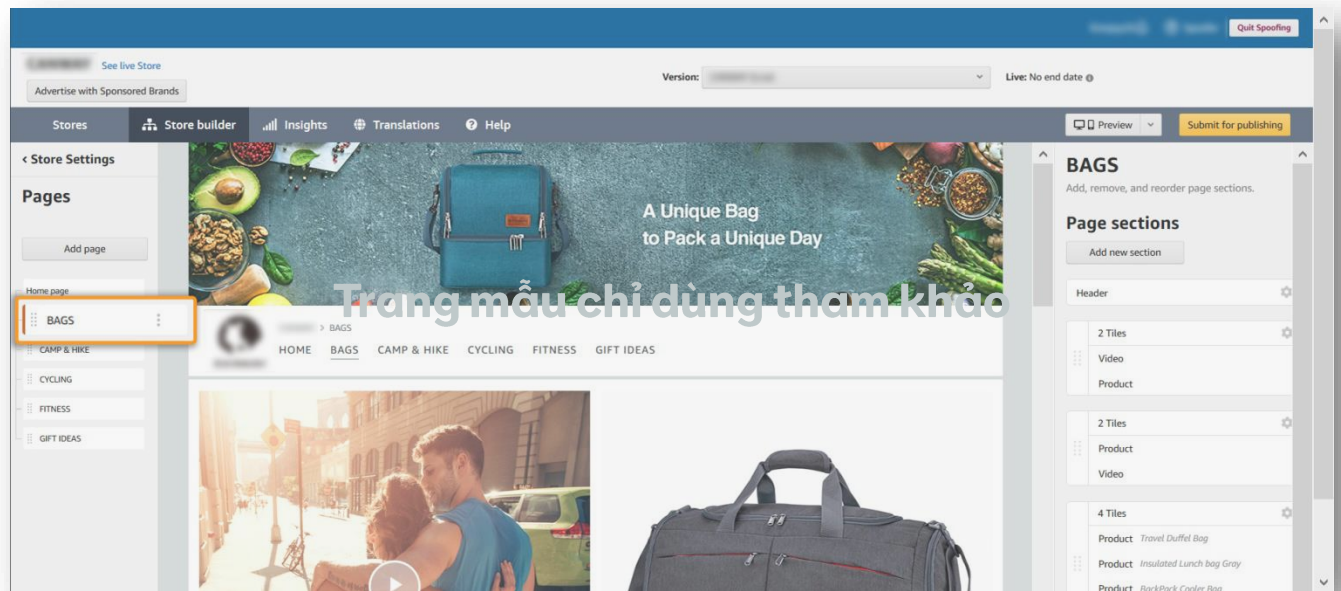 Quit Spoofing
See live Store
Advertise with Sponsored Brands
Version:
Live: No end date
Stores
Store builder
Insights
Translations
Help
Preview
Submit for publishing
< Store Settings
Pages
Add page
Home page
BAGS
CAMP & HIKE
CYCLING
FITNESS
GIFT IDEAS
A Unique Bag
to Pack a Unique Day
Trang mẫu chỉ dùng tham khảo
> BAGS
HOME BAGS CAMP & HIKE CYCLING FITNESS GIFT IDEAS
BAGS
Add, remove, and reorder page sections.
Page sections
Add new section
Header
2 Tiles
Video
Product
2 Tiles
Product
Video
4 Tiles
Product Travel Duffel Bag
Product Insulated Lunch bag Gray
Product BackPack Cooler Bag